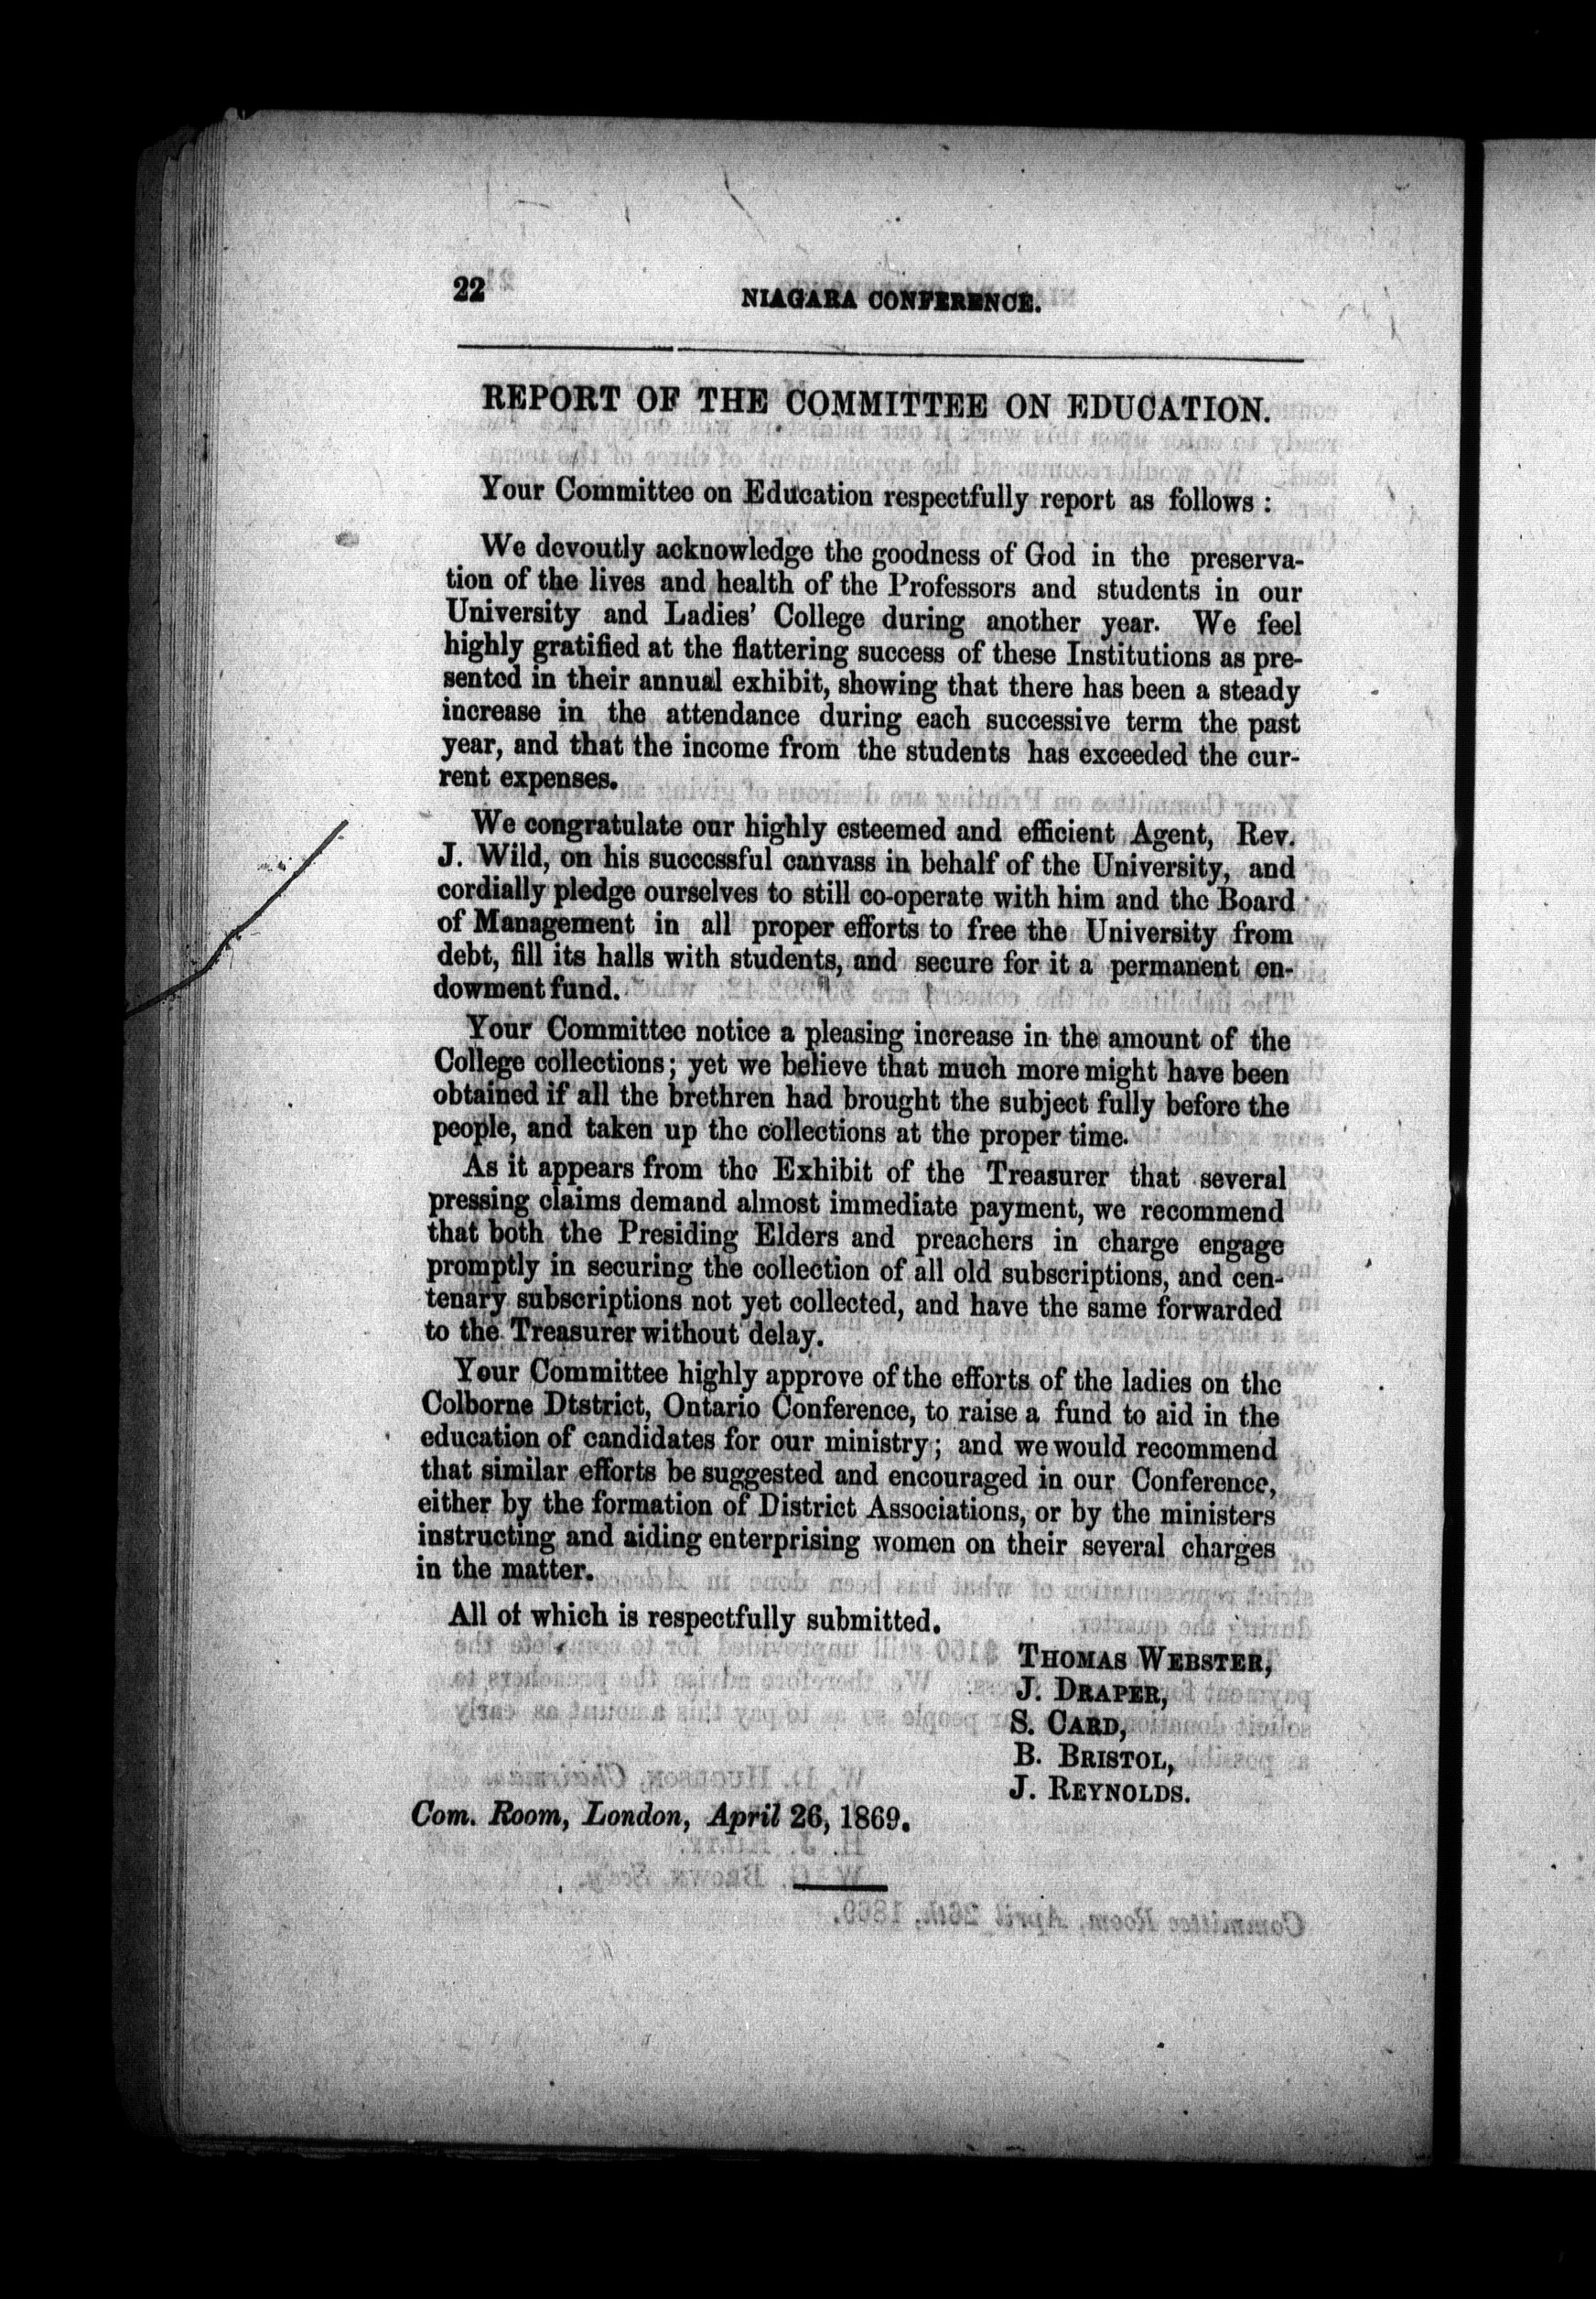 22
NIAGARA CONFERENCE.
REPORT OF THE COMMITTEE ON EDUCATION.
Your Committee on Education respectfully report as follows :
We devoutly acknowledge the goodness of God in the preserva-
tion of the lives and health of the Professors and students in our
University and Ladies' College during another year. We feel
highly gratified at the flattering success of these Institutions as pre-
sented in their annual exhibit, showing that there has been a steady
increase in the attendance during each successive term the past
year, and that the income from the students has exceeded the cur-
rent expenses.
We congratulate our highly esteemed and efficient Agent, Rev.
J. Wild, on his successful canvass in behalf of the University, and
cordially pledge ourselves to still co-operate with him and the Board
of Management in all proper efforts to free the University from
debt, fill its halls with students, and secure for it a permanent en-
dowment fund.
Your Committee notice a pleasing increase in the amount of the
College collections; yet we believe that much more might have been
obtained if all the brethren had brought the subject fully before the
people, and taken up the collections at the proper time.
As it appears from the Exhibit of the Treasurer that several
pressing claims demand almost immediate payment, we recommend
that both the Presiding Elders and preachers in charge engage
promptly in securing the collection of all old subscriptions, and cen-
tenary subscriptions not yet collected, and have the same forwarded
to the Treasurer without delay.
Your Committee highly approve of the efforts of the ladies on the
Colborne Dtstrict, Ontario Conference, to raise a fund to aid in the
education of candidates for our ministry; and we would recommend
that similar efforts be suggested and encouraged in our Conference,
either by the formation of District Associations, or by the ministers
instructing and aiding enterprising women on their several charges
in the matter.
All of which is respectfully submitted.
THOMAS WEBSTER,
J. DRAPER,
S. CARD,
B. BRISTOL,
J. REYNOLDS.
Com. Room, London, April 26, 1869.